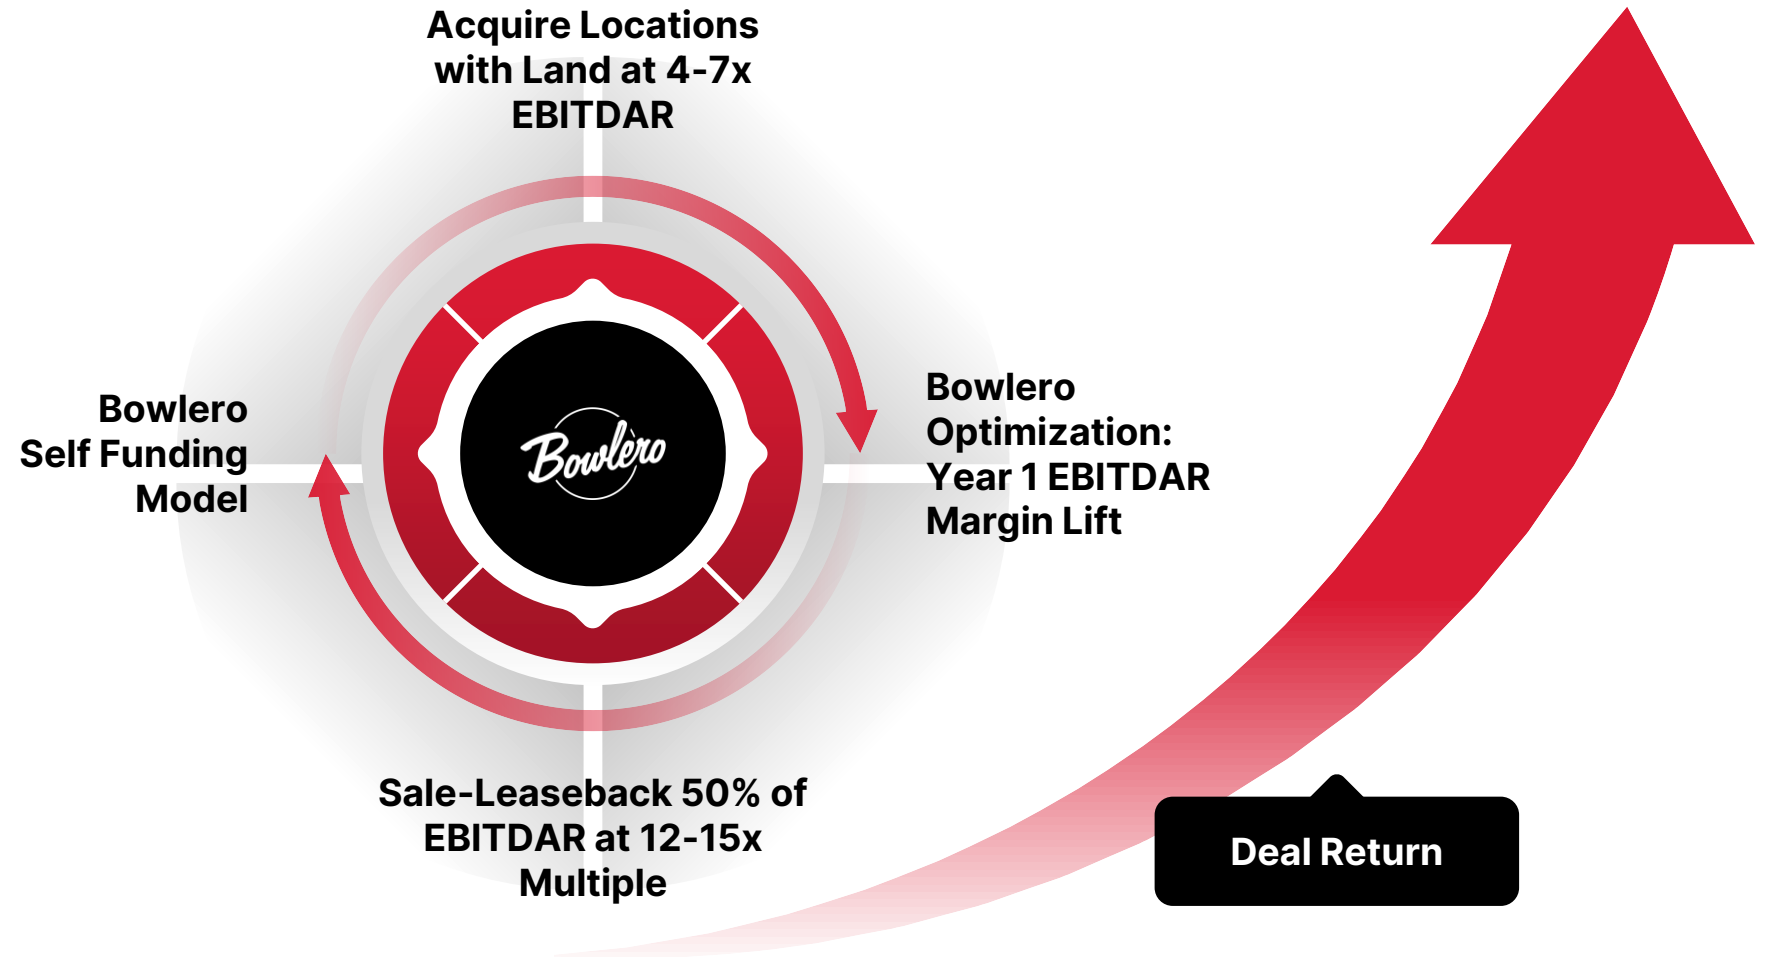 Acquire Locations
with Land at 4-7x
EBITDAR
Bowlero
Self Funding
Model
Bowlero
Bowlero
Optimization:
Year 1 EBITDAR
Margin Lift
Sale-Leaseback 50% of
EBITDAR at 12-15x
Multiple
Deal Return